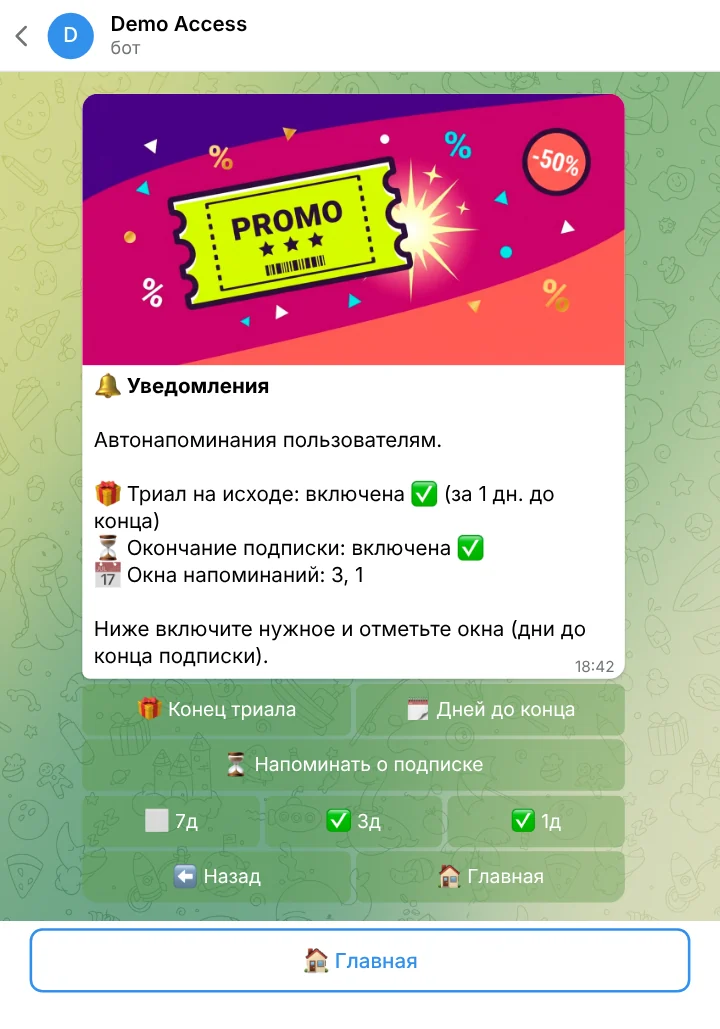 Demo Access
D
бот
-50%
PROMO
🔔 Уведомления
Автонапоминания пользователям.
🎁 Триал на исходе: включена ✅ (за 1 дн. до
конца)
⏳ Окончание подписки: включена ✅
📅 Окна напоминаний: 3, 1
Ниже включите нужное и отметьте окна (дни до
конца подписки).
18:42
🎁 Конец триала
🗓 Дней до конца
⏳ Напоминать о подписке
⬜ 7д
✅ 3д
✅ 1д
⬅️ Назад
🏠 Главная
🏠 Главная